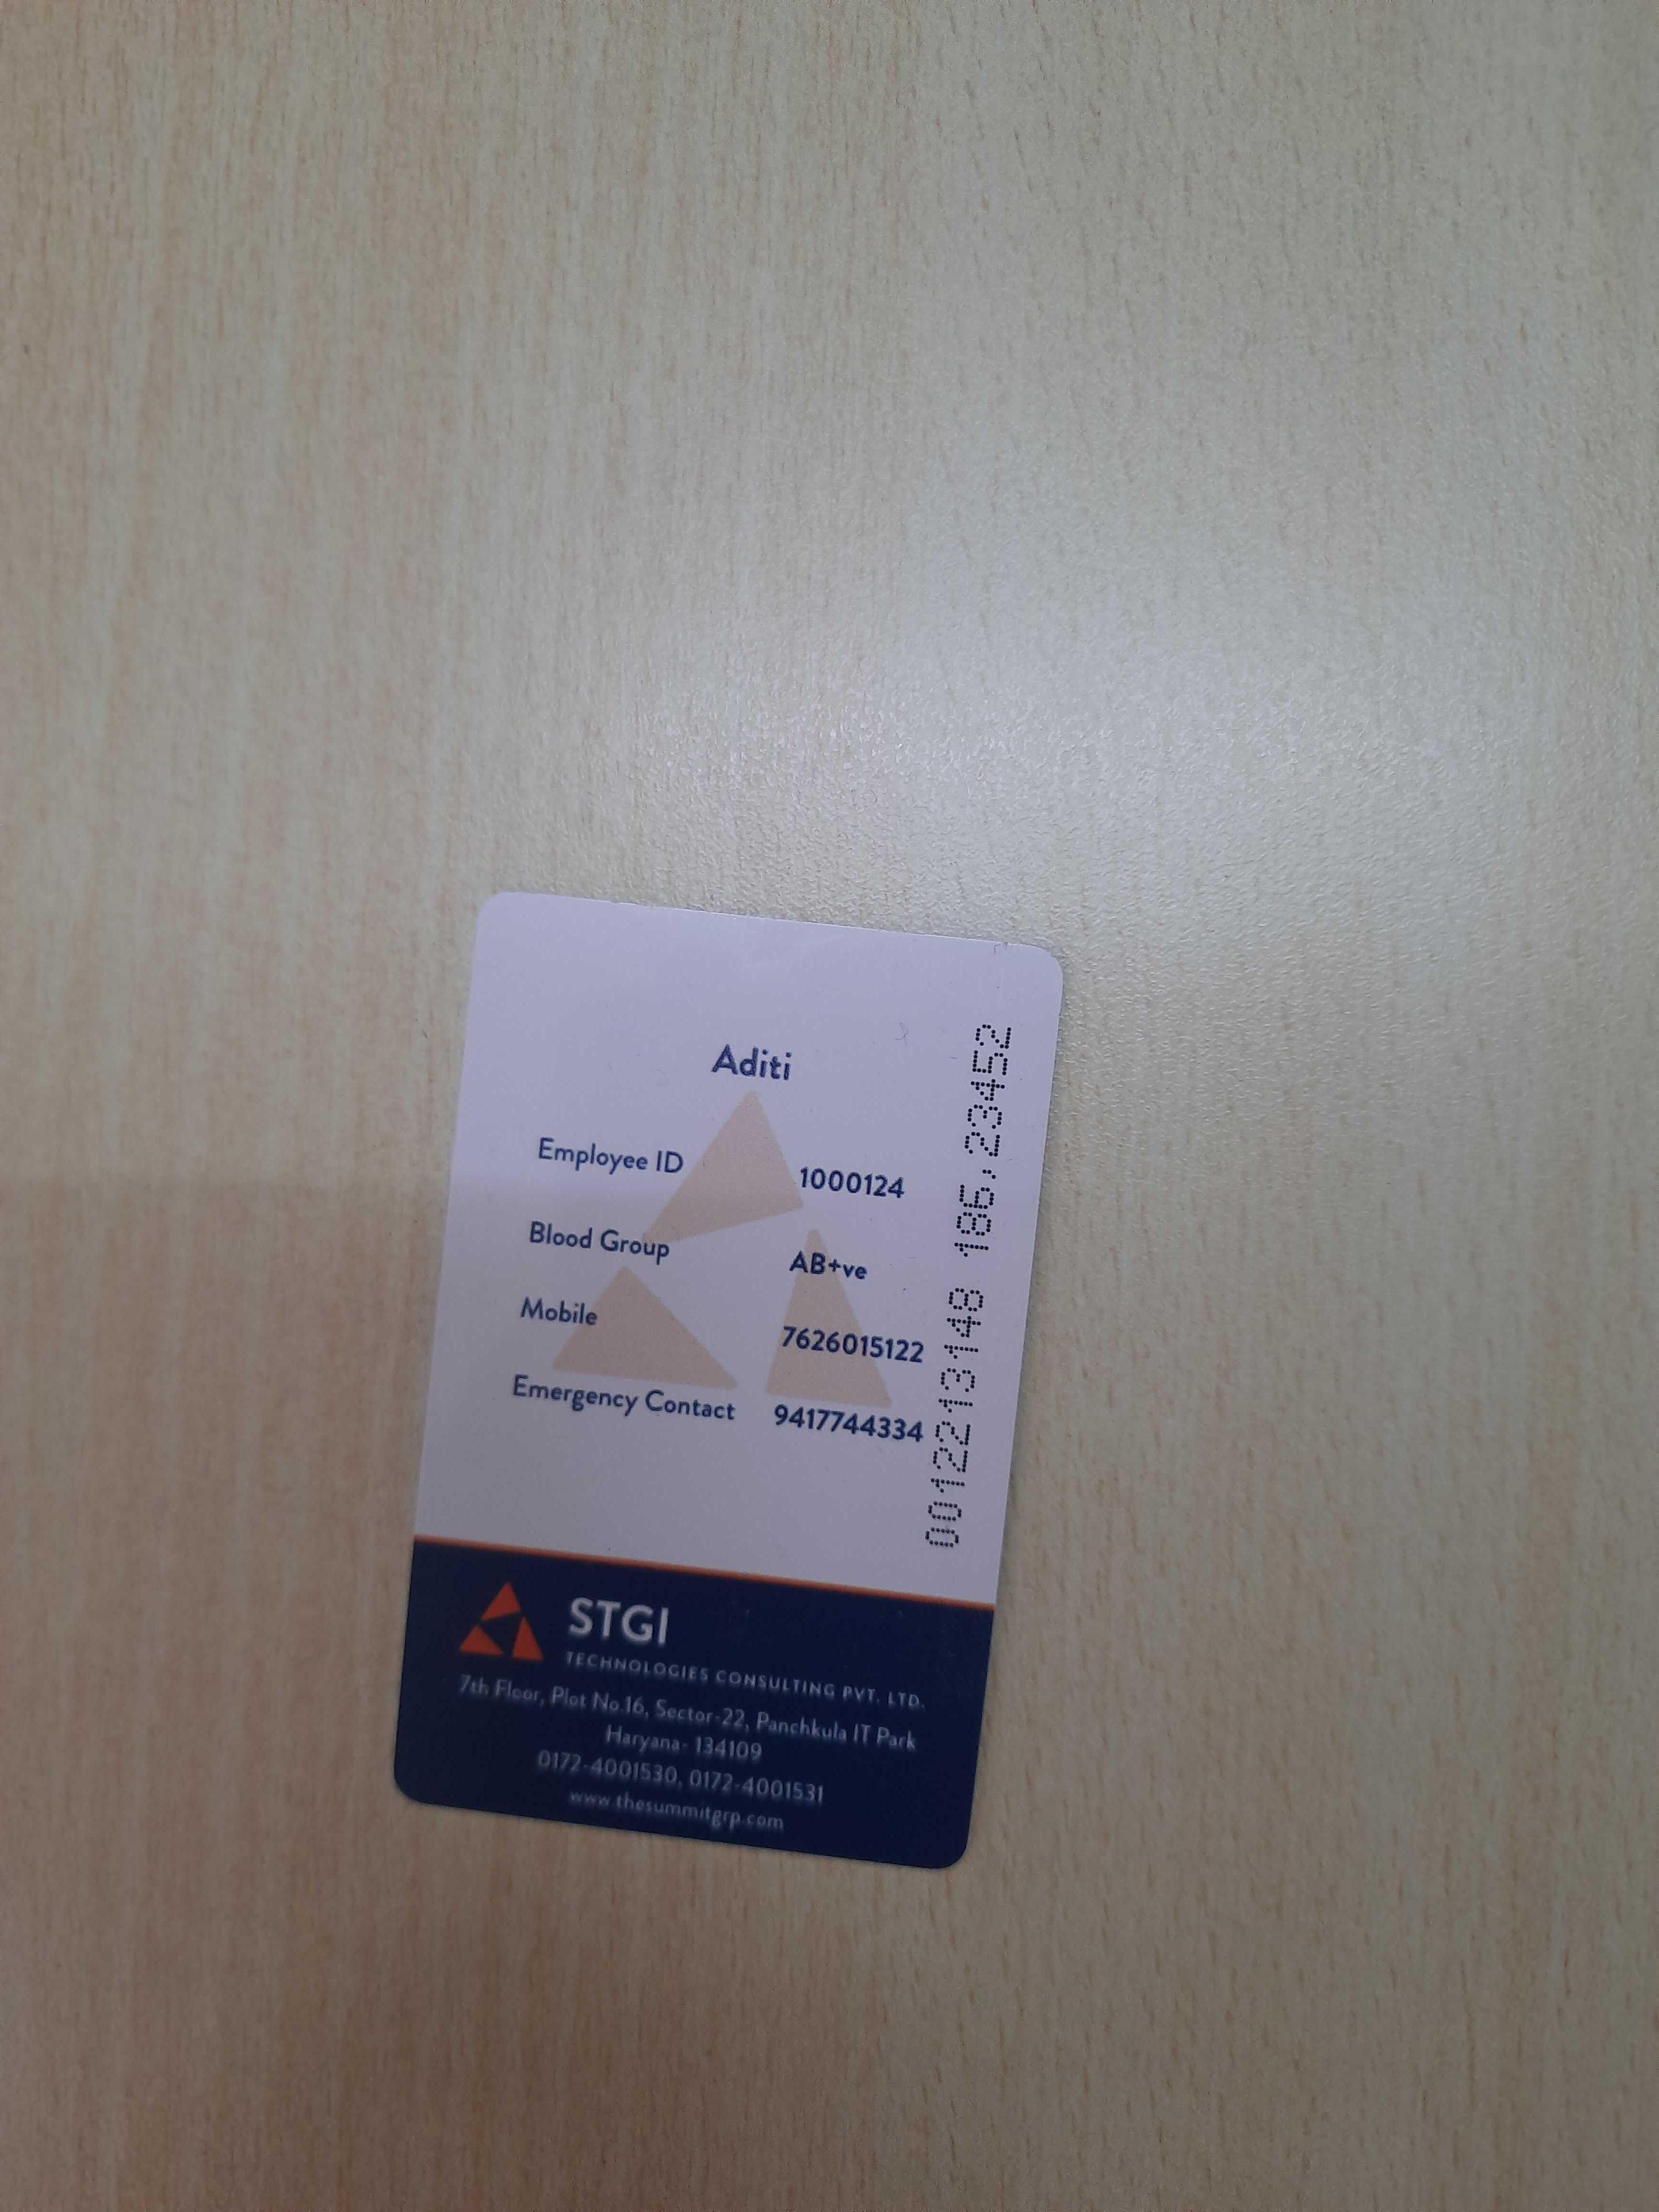 Aditi
Employee ID 1000124
Blood Group AB+ve
Mobile 7626015122
Emergency Contact 9417744334
0012213148 186,23452
STGI
TECHNOLOGIES CONSULTING PVT. LTD.
7th Floor, Plot No.16, Sector-22, Panchkula IT Park
Haryana- 134109
0172-4001530, 0172-4001531
www.thesummitgrp.com